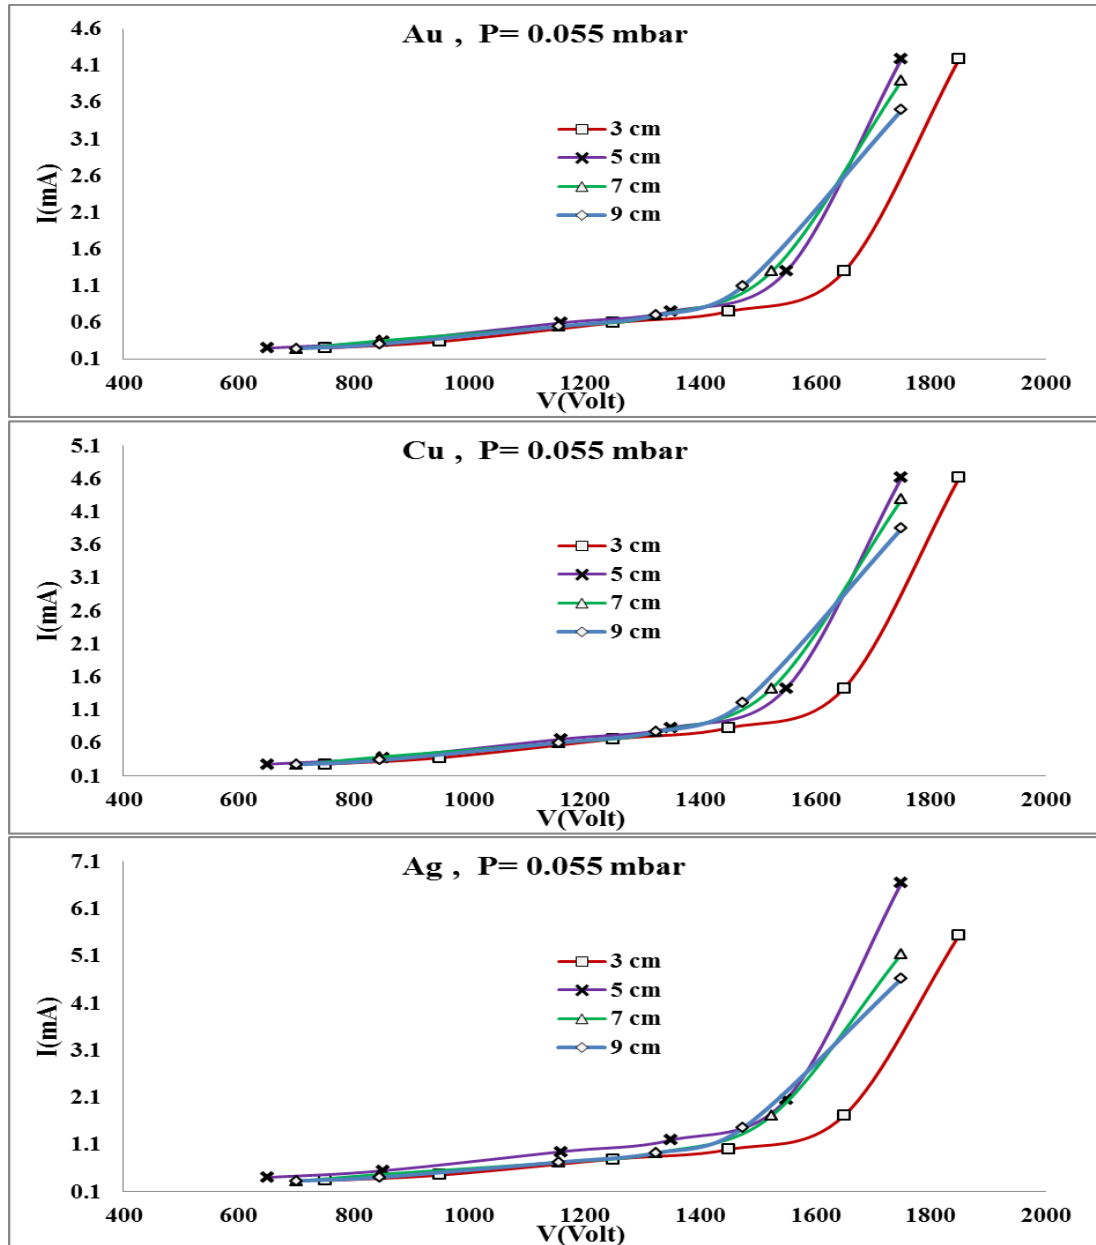 Au , P= 0.055 mbar
4.6
4.1
3.6
3.1
2.6
2.1
1.6
1.1
0.6
0.1
I(mA)
3 cm
5 cm
7 cm
9 cm
400 600 800 1000 1200 1400 1600 1800 2000
V(Volt)
Cu , P= 0.055 mbar
5.1
4.6
4.1
3.6
3.1
2.6
2.1
1.6
1.1
0.6
0.1
I(mA)
3 cm
5 cm
7 cm
9 cm
400 600 800 1000 1200 1400 1600 1800 2000
V(Volt)
Ag , P= 0.055 mbar
7.1
6.1
5.1
4.1
3.1
2.1
1.1
0.1
I(mA)
3 cm
5 cm
7 cm
9 cm
400 600 800 1000 1200 1400 1600 1800 2000
V(Volt)